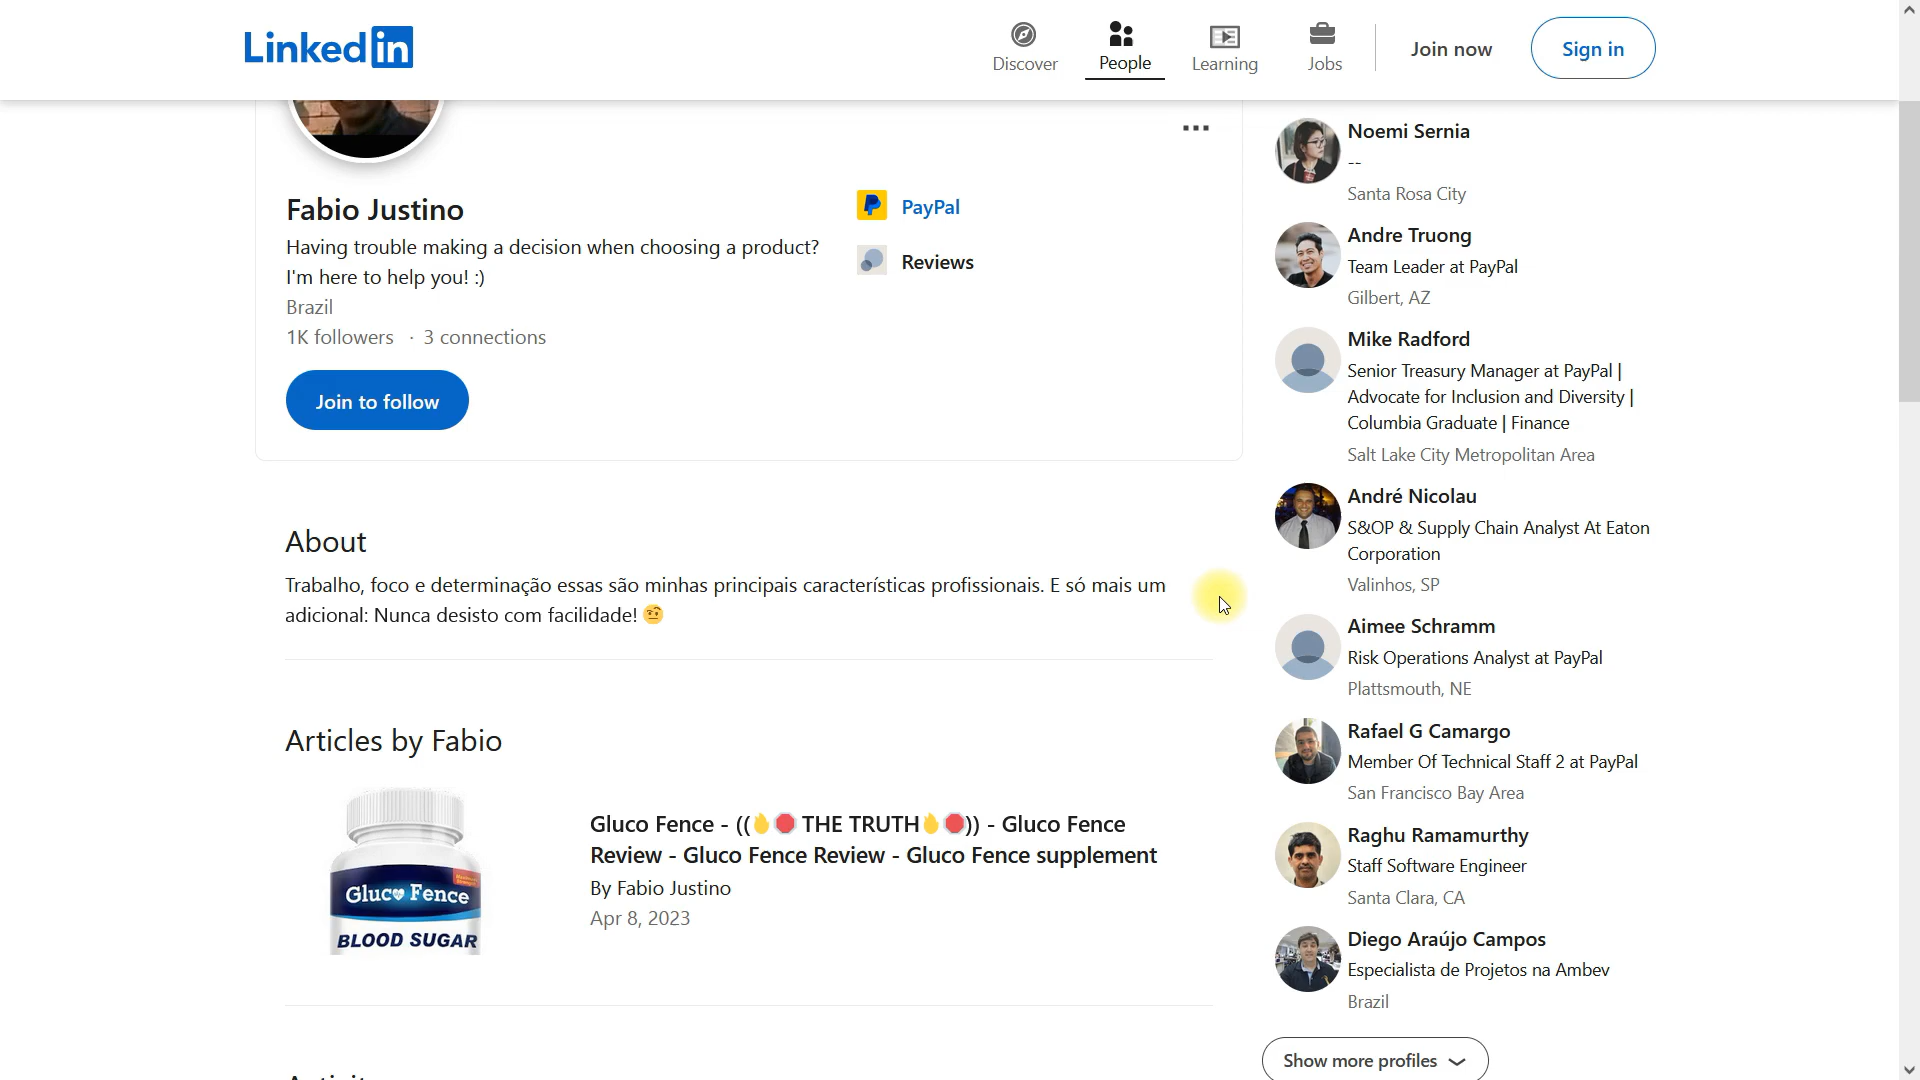 Linked in
Discover
People
Learning
Jobs
Join now
Sign in
Fabio Justino
Having trouble making a decision when choosing a product?
I'm here to help you! :)
Brazil
1K followers · 3 connections
Join to follow
PayPal
Reviews
About
Trabalho, foco e determinação essas são minhas principais características profissionais. E só mais um
adicional: Nunca desisto com facilidade! 🤨
Articles by Fabio
Gluco Fence
BLOOD SUGAR
Gluco Fence - ((✋🛑 THE TRUTH✋🛑)) - Gluco Fence
Review - Gluco Fence Review - Gluco Fence supplement
By Fabio Justino
Apr 8, 2023
Noemi Sernia
--
Santa Rosa City
Andre Truong
Team Leader at PayPal
Gilbert, AZ
Mike Radford
Senior Treasury Manager at PayPal |
Advocate for Inclusion and Diversity |
Columbia Graduate | Finance
Salt Lake City Metropolitan Area
André Nicolau
S&OP & Supply Chain Analyst At Eaton
Corporation
Valinhos, SP
Aimee Schramm
Risk Operations Analyst at PayPal
Plattsmouth, NE
Rafael G Camargo
Member Of Technical Staff 2 at PayPal
San Francisco Bay Area
Raghu Ramamurthy
Staff Software Engineer
Santa Clara, CA
Diego Araújo Campos
Especialista de Projetos na Ambev
Brazil
Show more profiles